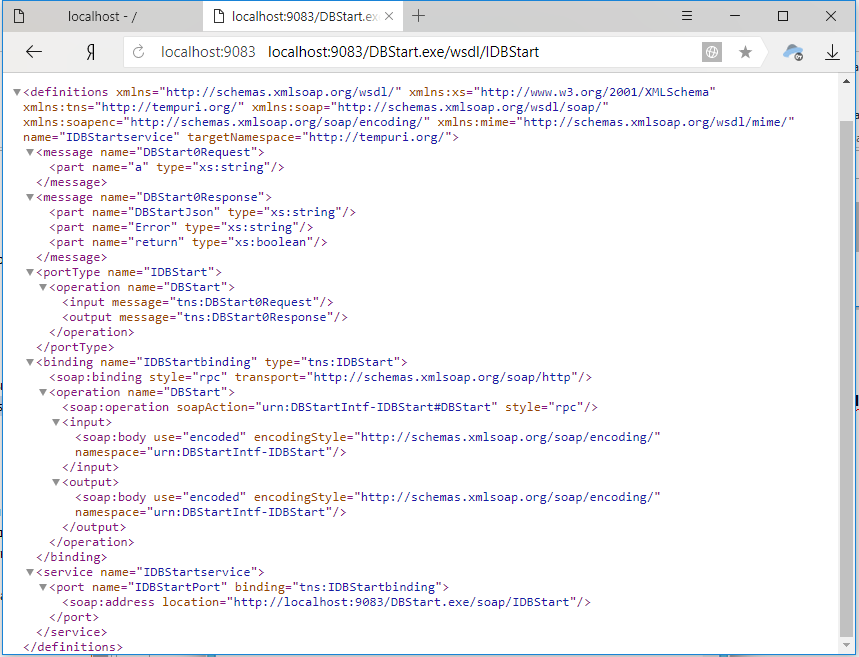 localhost - /
localhost:9083/DBStart.ex
Я localhost:9083 localhost:9083/DBStart.exe/wsdl/IDBStart
<definitions xmlns="http://schemas.xmlsoap.org/wsdl/" xmlns:xs="http://www.w3.org/2001/XMLSchema"
xmlns:tns="http://tempuri.org/" xmlns:soap="http://schemas.xmlsoap.org/wsdl/soap/"
xmlns:soapenc="http://schemas.xmlsoap.org/soap/encoding/" xmlns:mime="http://schemas.xmlsoap.org/wsdl/mime/"
name="IDBStartservice" targetNamespace="http://tempuri.org/">
<message name="DBStart0Request">
<part name="a" type="xs:string"/>
</message>
<message name="DBStart0Response">
<part name="DBStartJson" type="xs:string"/>
<part name="Error" type="xs:string"/>
<part name="return" type="xs:boolean"/>
</message>
<portType name="IDBStart">
<operation name="DBStart">
<input message="tns:DBStart0Request"/>
<output message="tns:DBStart0Response"/>
</operation>
</portType>
<binding name="IDBStartbinding" type="tns:IDBStart">
<soap:binding style="rpc" transport="http://schemas.xmlsoap.org/soap/http"/>
<operation name="DBStart">
<soap:operation soapAction="urn:DBStartIntf-IDBStart#DBStart" style="rpc"/>
<input>
<soap:body use="encoded" encodingStyle="http://schemas.xmlsoap.org/soap/encoding/"
namespace="urn:DBStartIntf-IDBStart"/>
</input>
<output>
<soap:body use="encoded" encodingStyle="http://schemas.xmlsoap.org/soap/encoding/"
namespace="urn:DBStartIntf-IDBStart"/>
</output>
</operation>
</binding>
<service name="IDBStartservice">
<port name="IDBStartPort" binding="tns:IDBStartbinding">
<soap:address location="http://localhost:9083/DBStart.exe/soap/IDBStart"/>
</port>
</service>
</definitions>